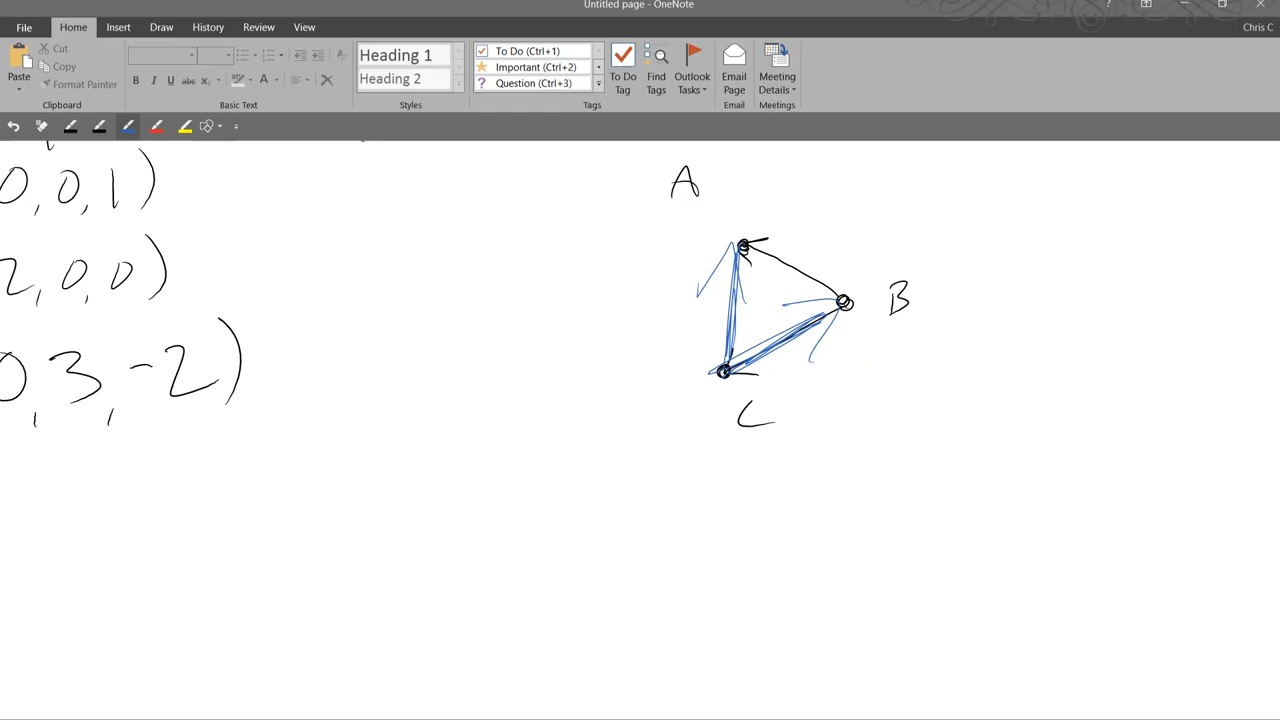 Untitled page - OneNote
File Home Insert Draw History Review View
Chris C
Paste
Cut
Copy
Format Painter
Clipboard
B I U abc x₂ A
Basic Text
Heading 1
Heading 2
Styles
To Do (Ctrl+1)
Important (Ctrl+2)
? Question (Ctrl+3)
Tags
To Do Tag
Find Tags
Outlook Tasks
Email Page
Email
Meeting Details
Meetings
0, 0, 1)
2, 0, 0)
0, 3, -2)
A
B
C